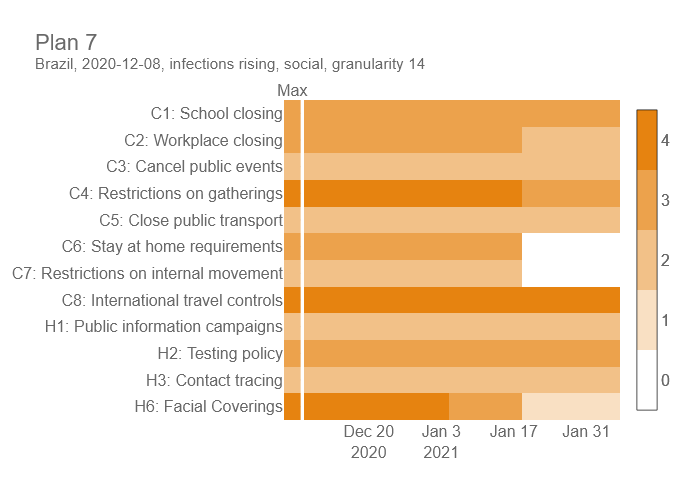 Plan 7
Brazil, 2020-12-08, infections rising, social, granularity 14
Max
C1: School closing
C2: Workplace closing
C3: Cancel public events
C4: Restrictions on gatherings
C5: Close public transport
C6: Stay at home requirements
C7: Restrictions on internal movement
C8: International travel controls
H1: Public information campaigns
H2: Testing policy
H3: Contact tracing
H6: Facial Coverings
4
3
2
1
0
Dec 20 Jan 3 Jan 17 Jan 31
2020 2021